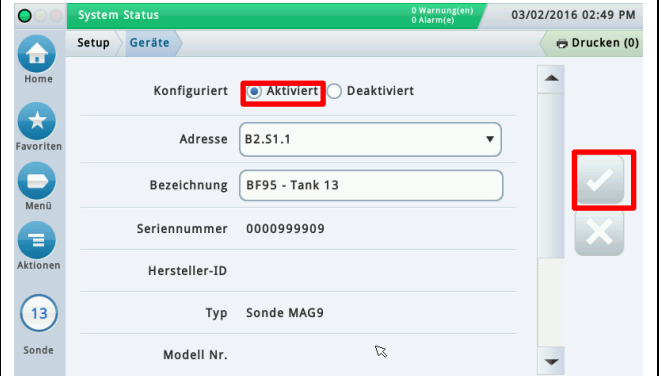 System Status
0 Warnung(en)
0 Alarm(e)
03/02/2016 02:49 PM
Setup
Geräte
Drucken (0)
Home
Favoriten
Menü
Aktionen
13
Sonde
Konfiguriert Aktiviert Deaktiviert
Adresse B2.S1.1
Bezeichnung BF95 - Tank 13
Seriennummer 0000999909
Hersteller-ID
Typ Sonde MAG9
Modell Nr.